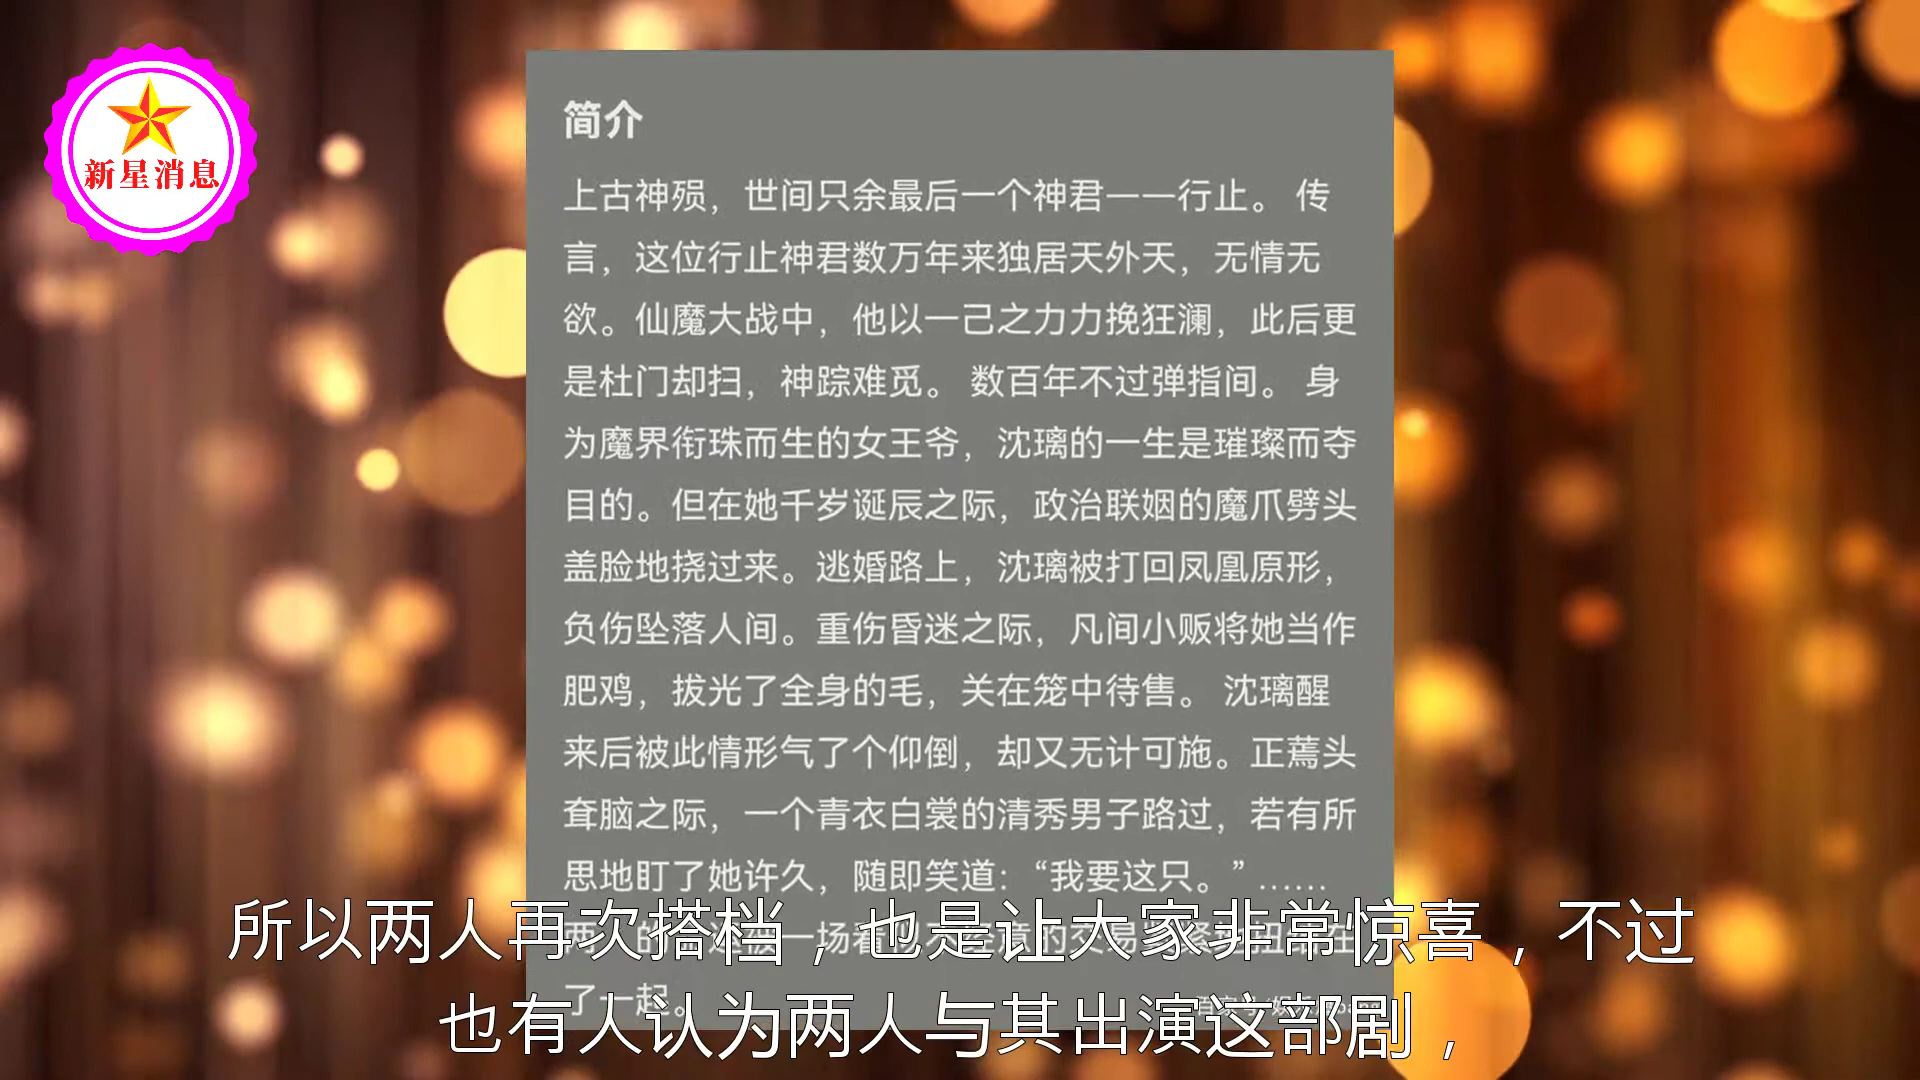 新星消息
简介
上古神殒，世间只余最后一个神君——行止。 传
言，这位行止神君数万年来独居天外天，无情无
欲。仙魔大战中，他以一己之力力挽狂澜，此后更
是杜门却扫，神踪难觅。 数百年不过弹指间。 身
为魔界衔珠而生的女王爷，沈璃的一生是璀璨而夺
目的。但在她千岁诞辰之际，政治联姻的魔爪劈头
盖脸地挠过来。逃婚路上，沈璃被打回凤凰原形，
负伤坠落人间。重伤昏迷之际，凡间小贩将她当作
肥鸡，拔光了全身的毛，关在笼中待售。 沈璃醒
来后被此情形气了个仰倒，却又无计可施。正蔫头
耷脑之际，一个青衣白裳的清秀男子路过，若有所
思地盯了她许久，随即笑道：“我要这只。” ……
一场 的交易 在
了一起。
所以两人再次搭档，也是让大家非常惊喜，不过
也有人认为两人与其出演这部剧，